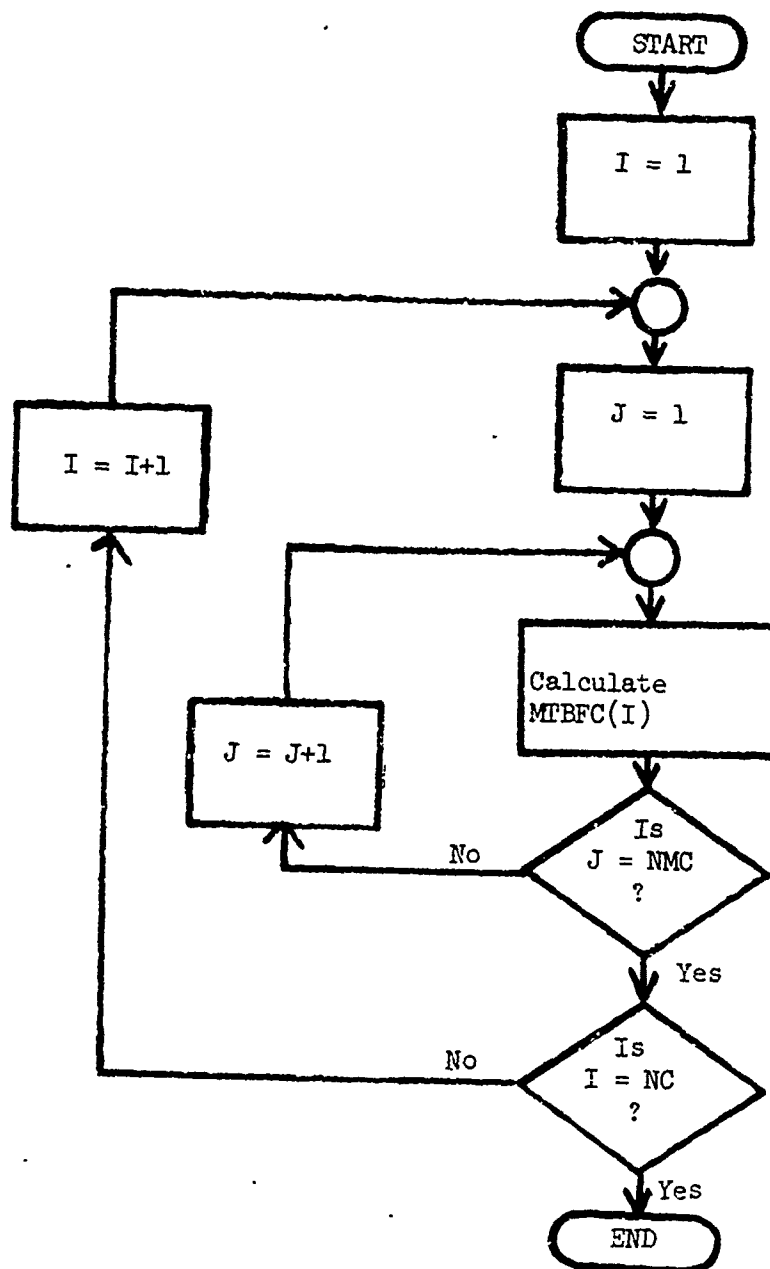 START
I = 1
J = 1
I = I+1
Calculate
MTBFC(I)
J = J+1
Is
J = NMC
?
No
Yes
Is
I = NC
?
No
Yes
END